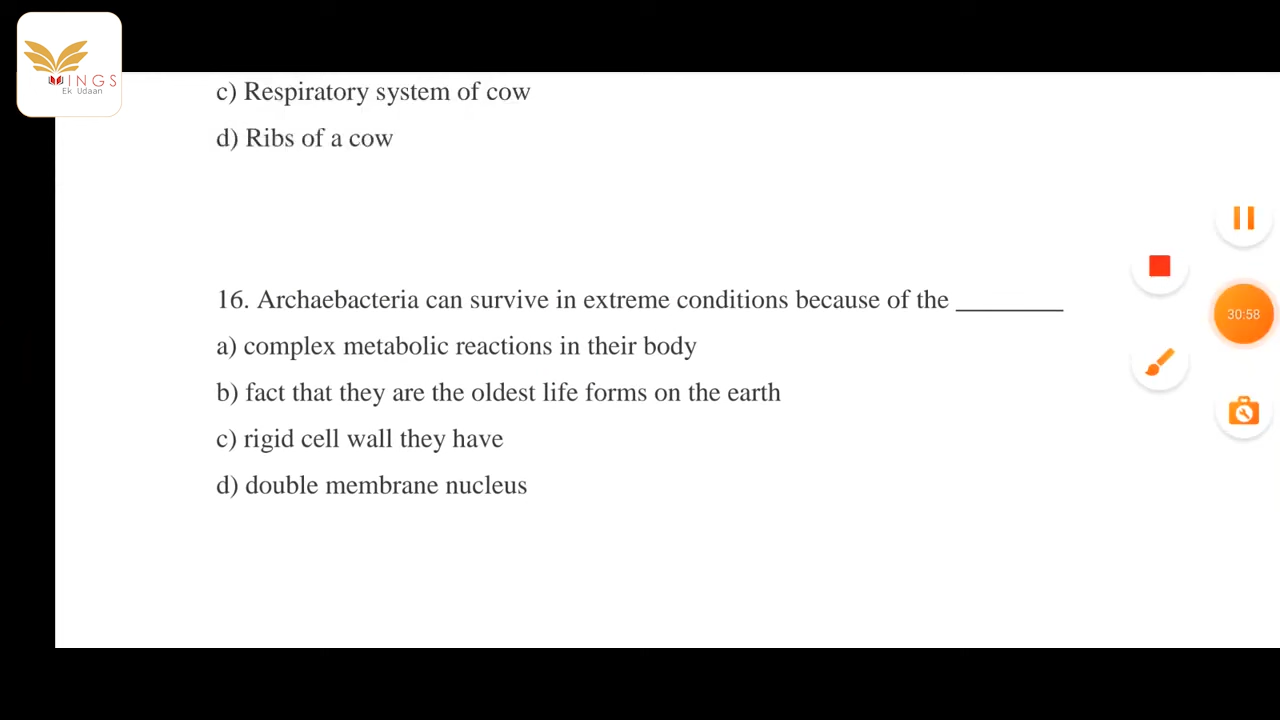 WINGS
Ek Udaan
c) Respiratory system of cow
d) Ribs of a cow
16. Archaebacteria can survive in extreme conditions because of the ________
a) complex metabolic reactions in their body
b) fact that they are the oldest life forms on the earth
c) rigid cell wall they have
d) double membrane nucleus
30:58